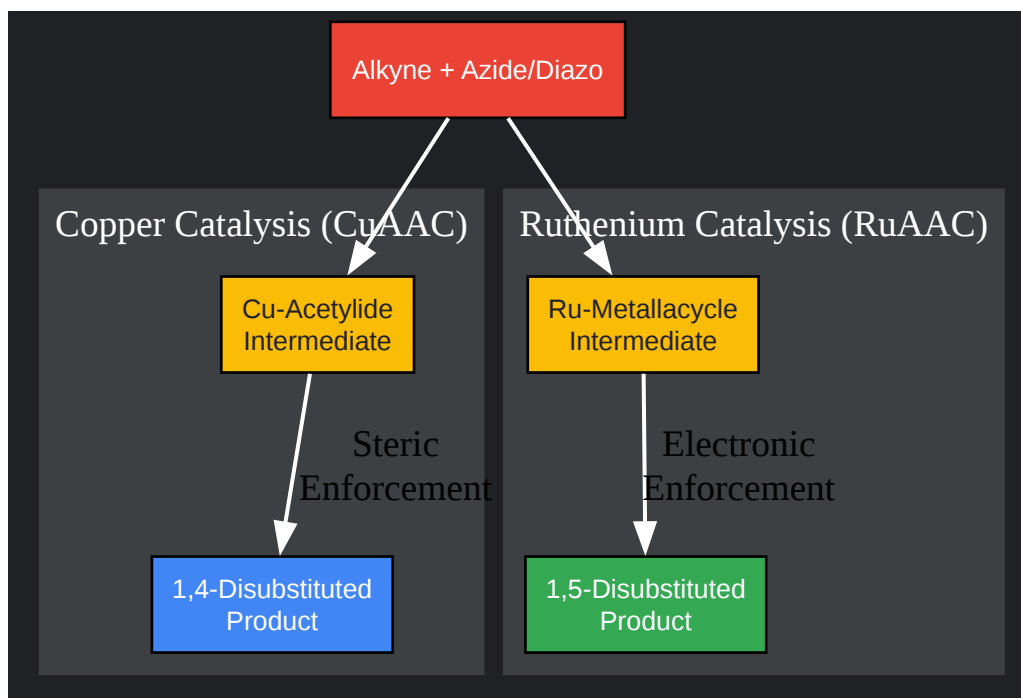 Alkyne + Azide/Diazo
Copper Catalysis (CuAAC)
Ruthenium Catalysis (RuAAC)
Cu-Acetylide
Intermediate
Ru-Metallacycle
Intermediate
Steric
Enforcement
Electronic
Enforcement
1,4-Disubstituted
Product
1,5-Disubstituted
Product